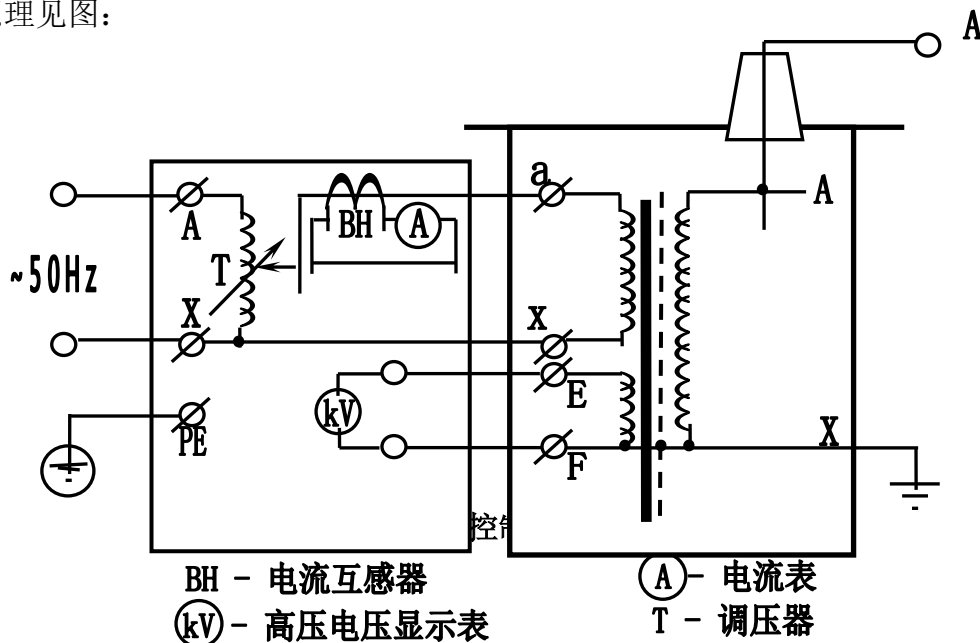 理见图：
A
a
A
BH
A
A
T
~50Hz
X
x
E
kV
X
PE
F
控
BH － 电流互感器
A － 电流表
kV － 高压电压显示表
T － 调压器